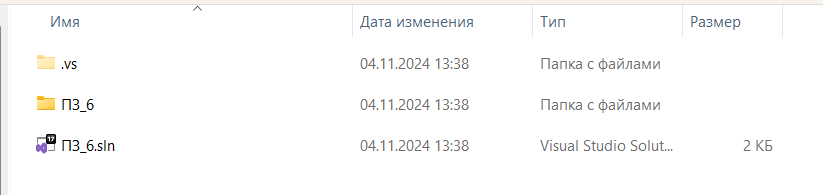 Имя Дата изменения Тип Размер
.vs 04.11.2024 13:38 Папка с файлами
ПЗ_6 04.11.2024 13:38 Папка с файлами
17
ПЗ_6.sln 04.11.2024 13:38 Visual Studio Solut... 2 КБ